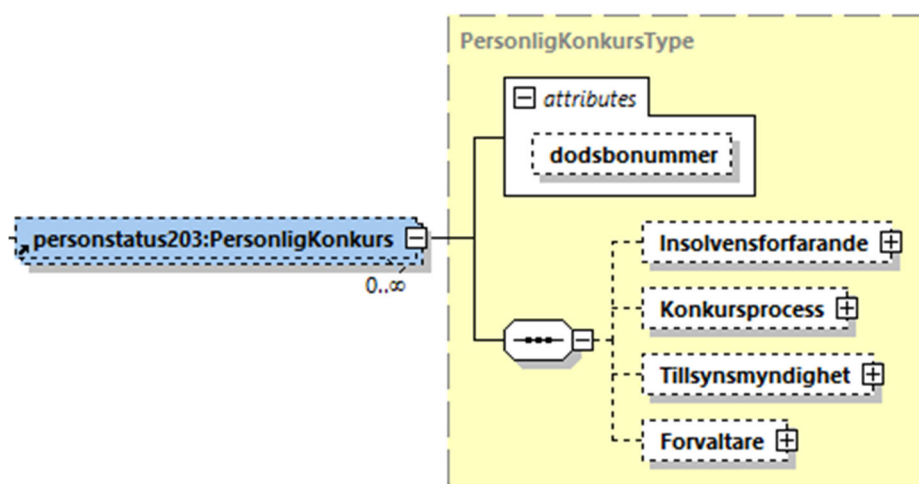 PersonligKonkursType
attributes
dodsbonummer
personstatus203:PersonligKonkurs
0..∞
Insolvensforfarande
Konkursprocess
Tillsynsmyndighet
Forvaltare